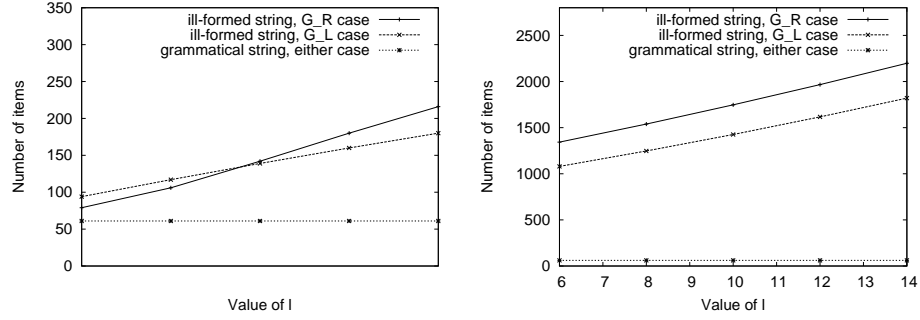 350
300
250
200
150
100
50
0
Number of items
Value of l
ill-formed string, G_R case
ill-formed string, G_L case
grammatical string, either case
2500
2000
1500
1000
500
0
6 7 8 9 10 11 12 13 14
Number of items
Value of l
ill-formed string, G_R case
ill-formed string, G_L case
grammatical string, either case